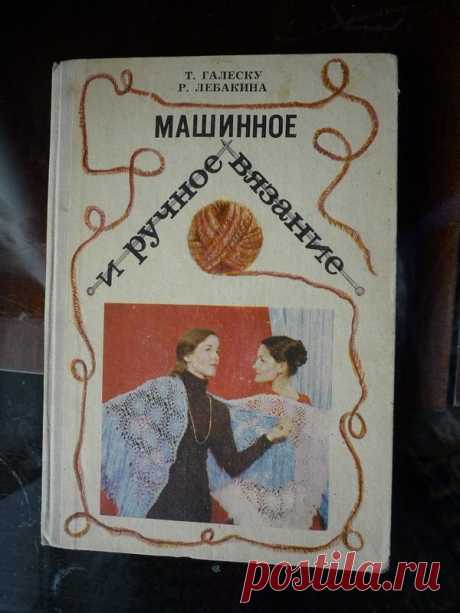 Т. ГАЛЕСКУ
Р. ЛЕБАКИНА
МАШИННОЕ
и ручное
вязание
postila.ru